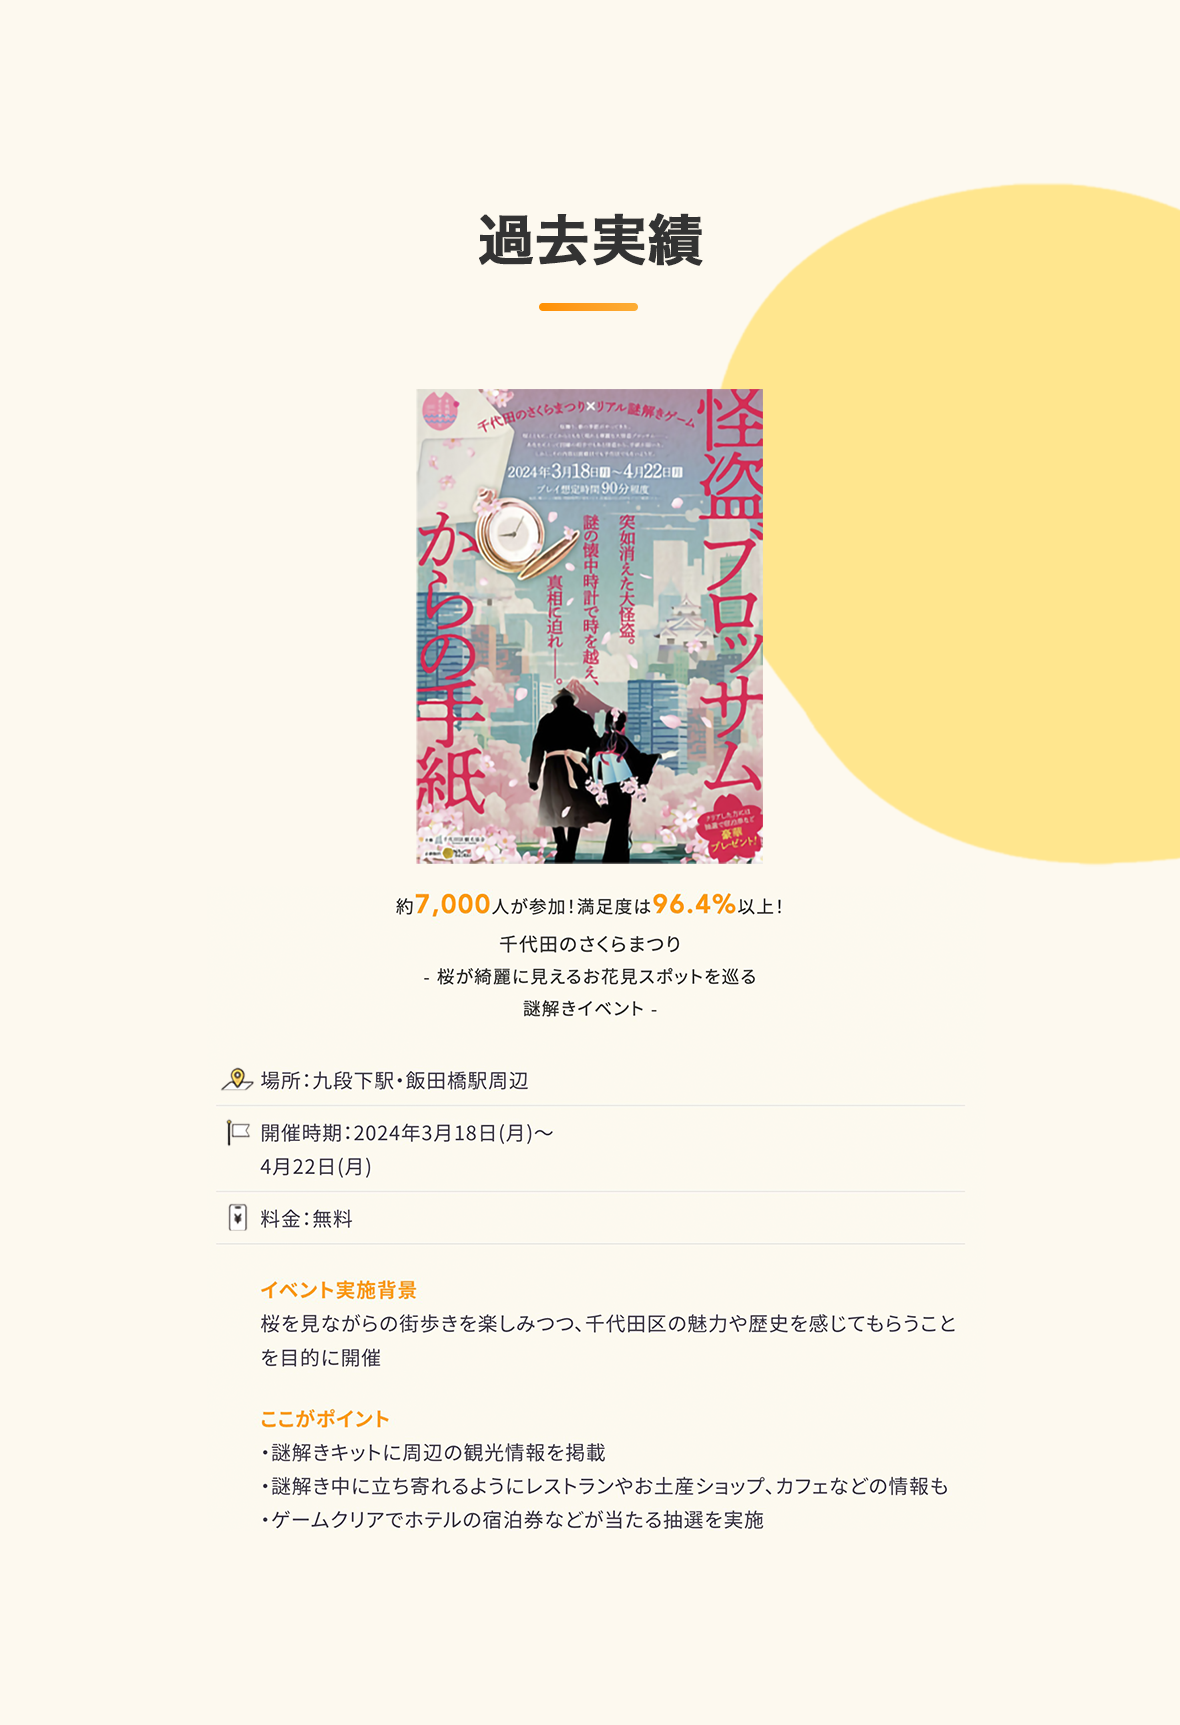 過去実績
千代田のさくらまつり×リアル謎解きゲーム
2024年3月18日月～4月22日月
プレイ想定時間90分程度
怪盗ブロッサム
からの手紙
突如消えた大怪盗。
謎の懐中時計で時を越え、
真相に迫れ――。
クリアした方には
抽選で宿泊券など
豪華
プレゼント!
約7,000人が参加！満足度は96.4%以上！
千代田のさくらまつり
- 桜が綺麗に見えるお花見スポットを巡る
謎解きイベント -
場所：九段下駅・飯田橋駅周辺
開催時期：2024年3月18日(月)〜
4月22日(月)
料金：無料
イベント実施背景
桜を見ながらの街歩きを楽しみつつ、千代田区の魅力や歴史を感じてもらうこと
を目的に開催
ここがポイント
・謎解きキットに周辺の観光情報を掲載
・謎解き中に立ち寄れるようにレストランやお土産ショップ、カフェなどの情報も
・ゲームクリアでホテルの宿泊券などが当たる抽選を実施